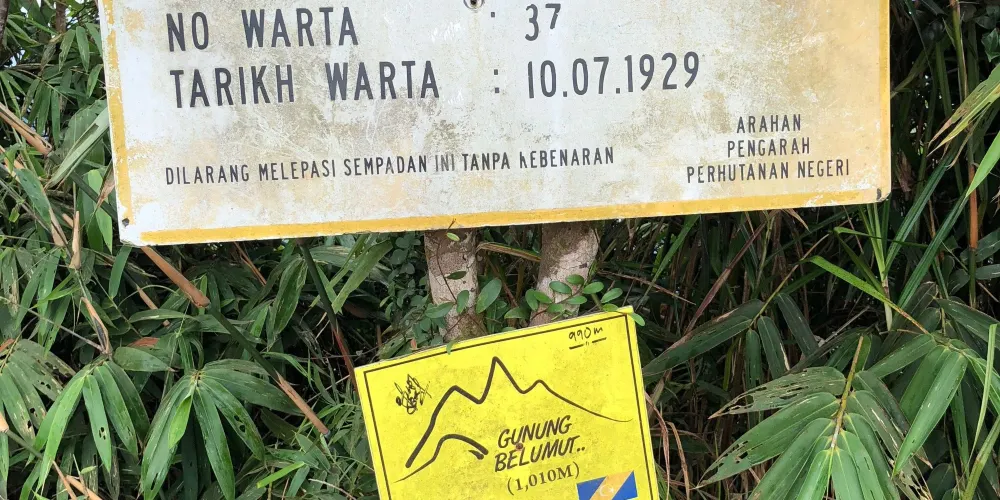 NO WARTA : 37
TARIKH WARTA : 10.07.1929
DILARANG MELEPASI SEMPADAN INI TANPA KEBENARAN
ARAHAN
PENGARAH
PERHUTANAN NEGERI
990m
GUNUNG
BELUMUT..
(1,010M)